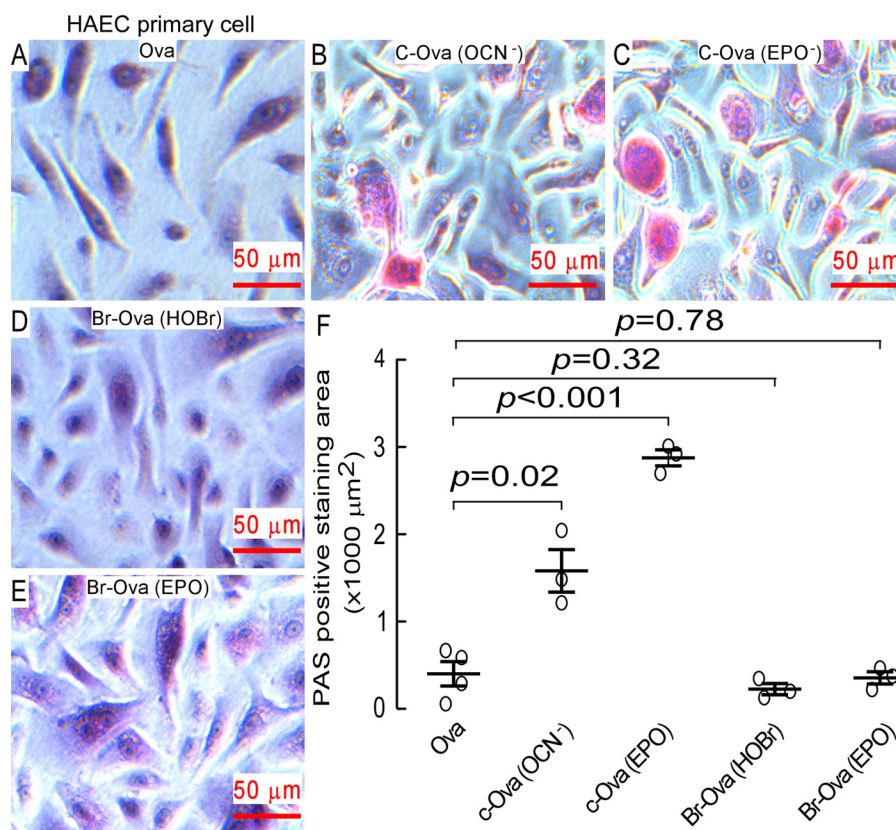 HAEC primary cell
A
Ova
B
C-Ova (OCN⁻)
C
C-Ova (EPO⁻)
50 μm
50 μm
50 μm
D
Br-Ova (HOBr)
50 μm
E
Br-Ova (EPO)
50 μm
F
p=0.78
p=0.32
p<0.001
p=0.02
PAS positive staining area
(x1000 μm2)
4
3
2
1
0
Ova
c-Ova (OCN⁻)
c-Ova (EPO)
Br-Ova (HOBr)
Br-Ova (EPO)